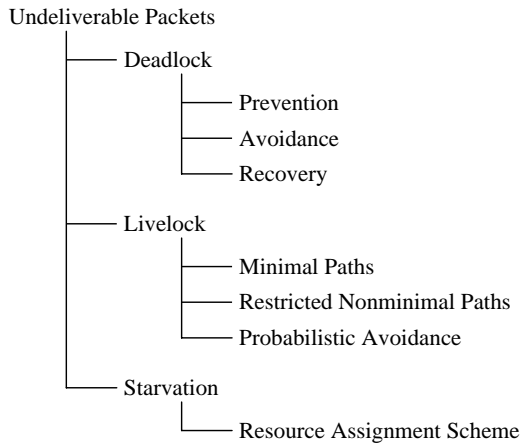 Undeliverable Packets
Deadlock
Prevention
Avoidance
Recovery
Livelock
Minimal Paths
Restricted Nonminimal Paths
Probabilistic Avoidance
Starvation
Resource Assignment Scheme